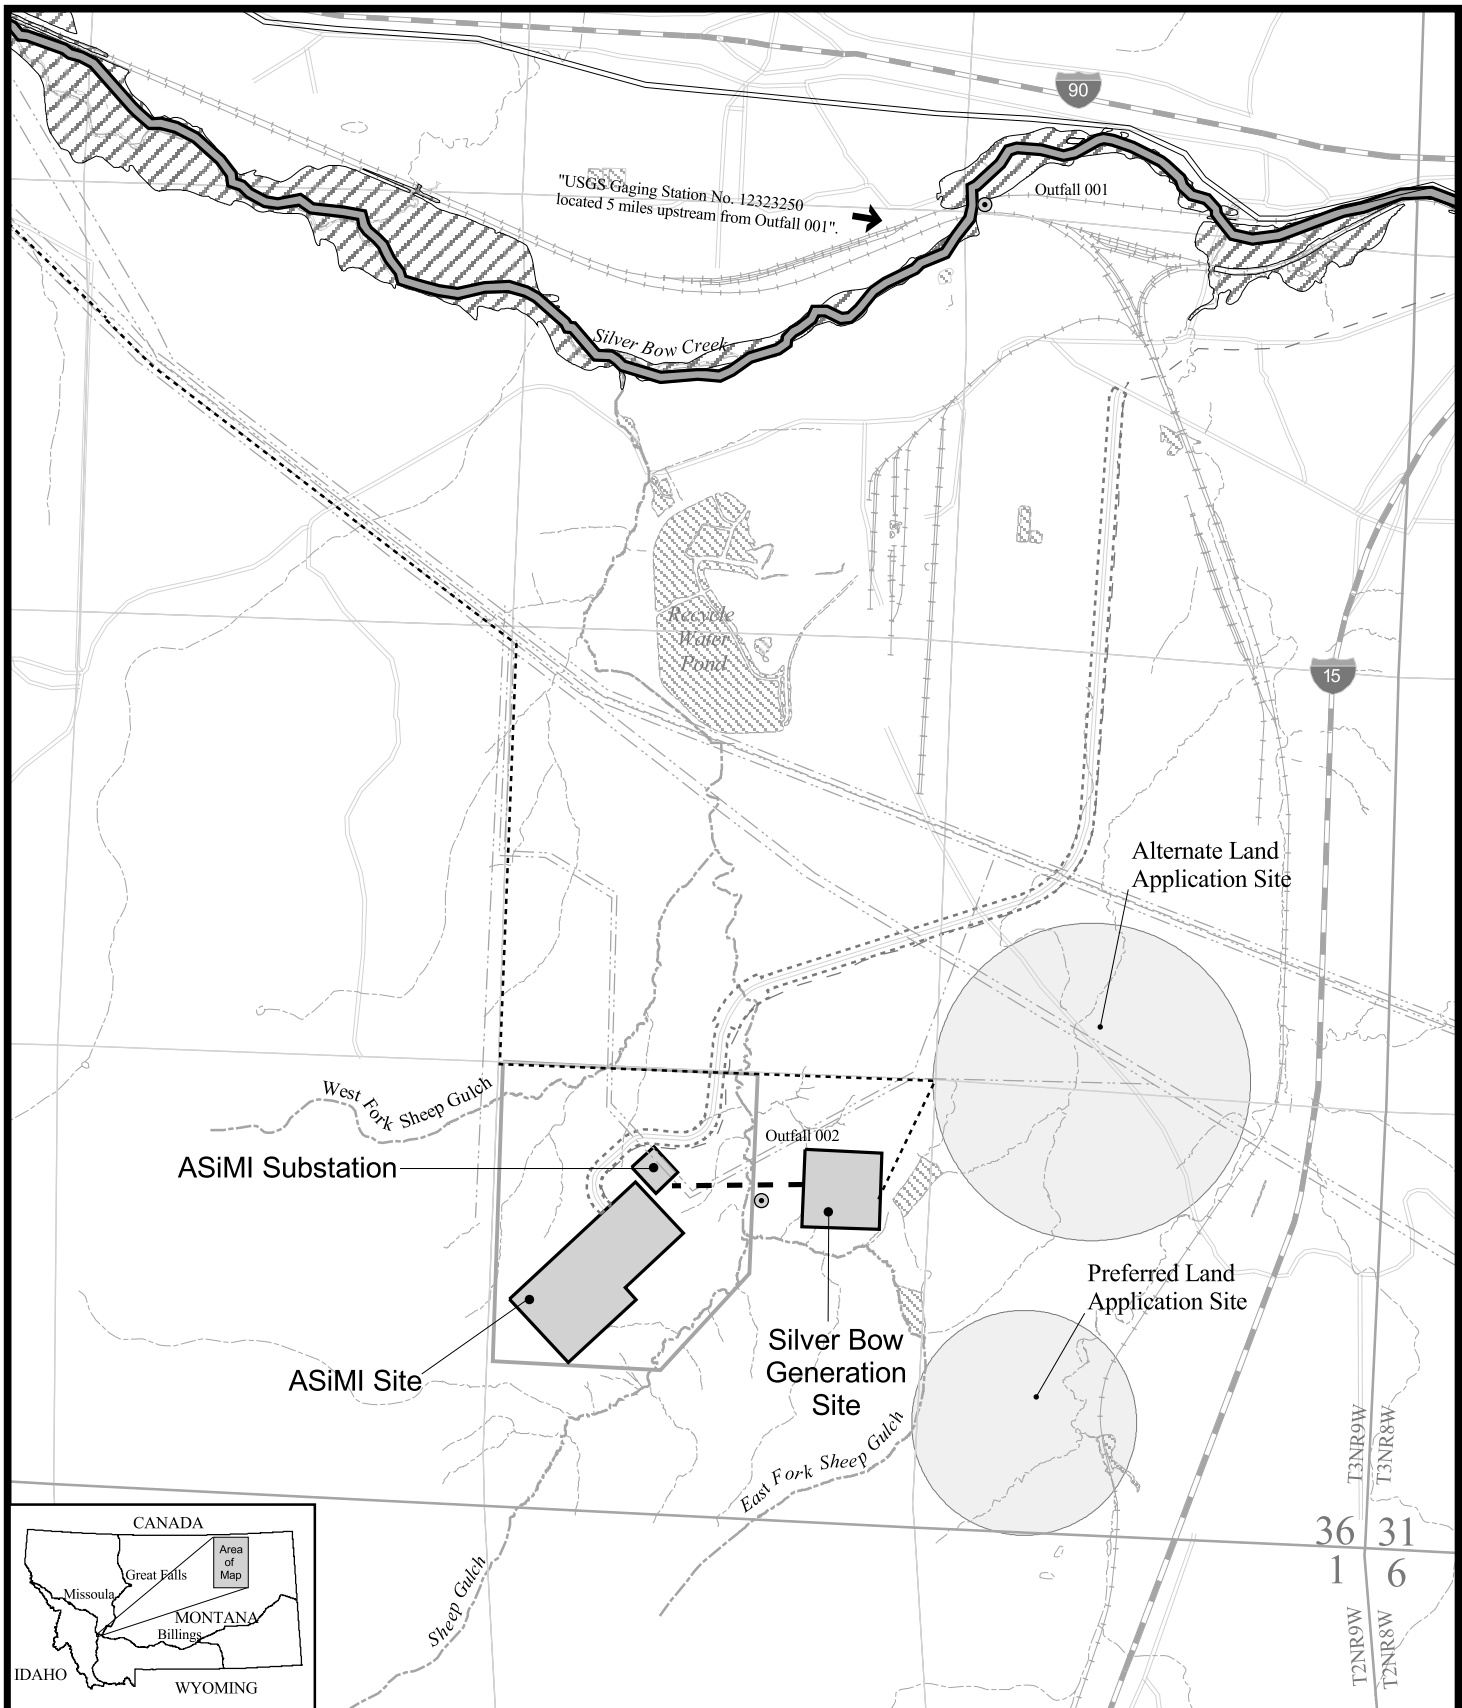 90
"USGS Gaging Station No. 12323250
located 5 miles upstream from Outfall 001".
Outfall 001
Silver Bow Creek
Recycle
Water
Pond
15
Alternate Land
Application Site
West Fork Sheep Gulch
Outfall 002
ASiMI Substation
Preferred Land
Application Site
Silver Bow
Generation
Site
ASiMI Site
East Fork Sheep Gulch
Sheep Gulch
T3NR9W
T3NR8W
36 31
1 6
T2NR9W
T2NR8W
CANADA
Area
of
Map
Great Falls
Missoula
MONTANA
Billings
IDAHO
WYOMING